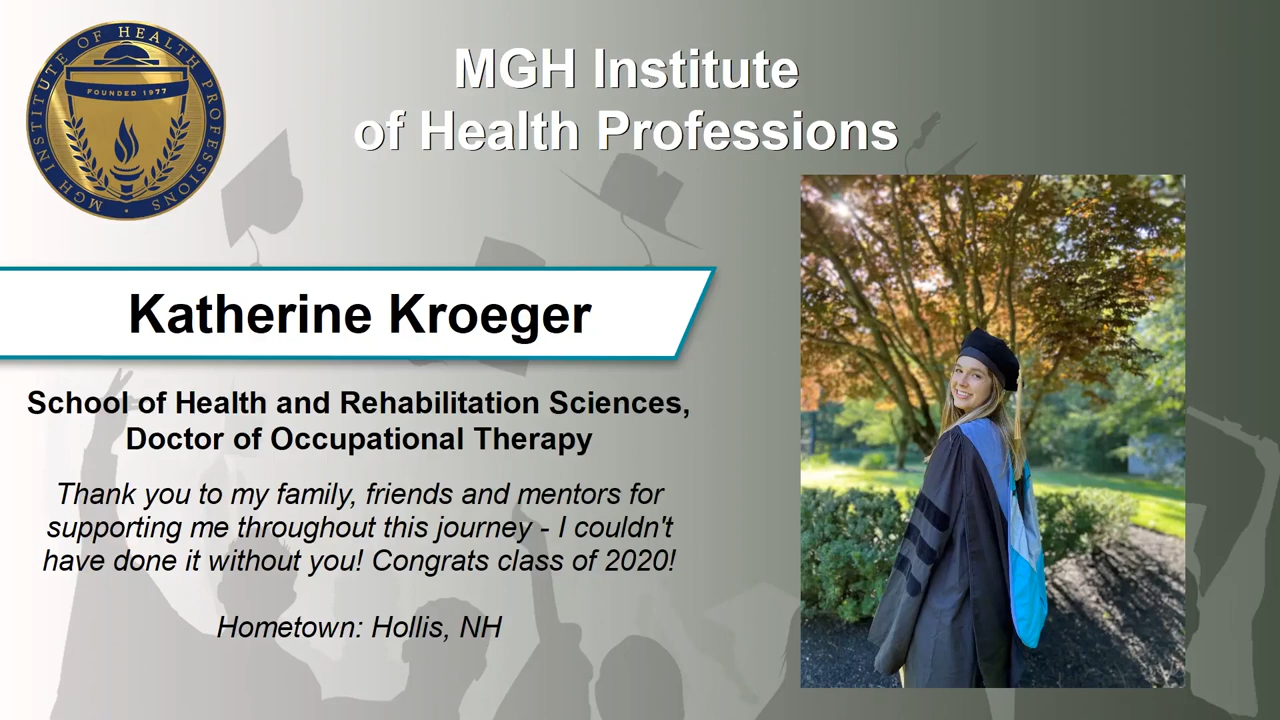 MGH INSTITUTE OF HEALTH PROFESSIONS
FOUNDED 1977
MGH Institute
of Health Professions
Katherine Kroeger
School of Health and Rehabilitation Sciences,
Doctor of Occupational Therapy
Thank you to my family, friends and mentors for
supporting me throughout this journey - I couldn't
have done it without you! Congrats class of 2020!
Hometown: Hollis, NH